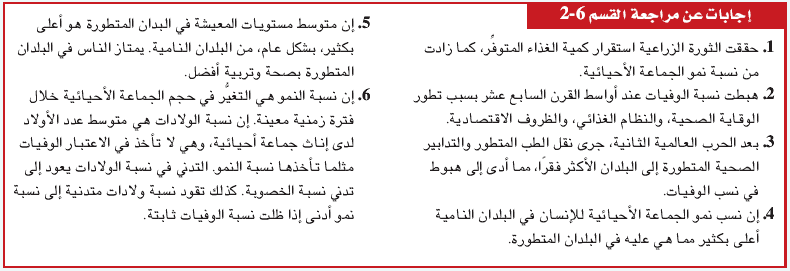 إجابات عن مراجعة القسم 6-2
1. حققت الثورة الزراعية استقرار كمية الغذاء المتوفِّر، كما زادت
من نسبة نمو الجماعة الأحيائية.
2. هبطت نسبة الوفيات عند أواسط القرن السابع عشر بسبب تطور
الوقاية الصحية، والنظام الغذائي، والظروف الاقتصادية.
3. بعد الحرب العالمية الثانية، جرى نقل الطب المتطور والتدابير
الصحية المتطورة إلى البلدان الأكثر فقرًا، مما أدى إلى هبوط
في نسب الوفيات.
4. إن نسب نمو الجماعة الأحيائية للإنسان في البلدان النامية
أعلى بكثير مما هي عليه في البلدان المتطورة.
5. إن متوسط مستويات المعيشة في البدان المتطورة هو أعلى
بكثير، بشكل عام، من البلدان النامية. يمتاز الناس في البلدان
المتطورة بصحة وتربية أفضل.
6. إن نسبة النمو هي التغيُّر في حجم الجماعة الأحيائية خلال
فترة زمنية معينة. إن نسبة الولادات هي متوسط عدد الأولاد
لدى إناث جماعة أحيائية، وهي لا تأخذ في الاعتبار الوفيات
مثلما تأخذها نسبة النمو. التدني في نسبة الولادات يعود إلى
تدني نسبة الخصوبة. كذلك تقود نسبة ولادات متدنية إلى نسبة
نمو أدنى إذا ظلت نسبة الوفيات ثابتة.